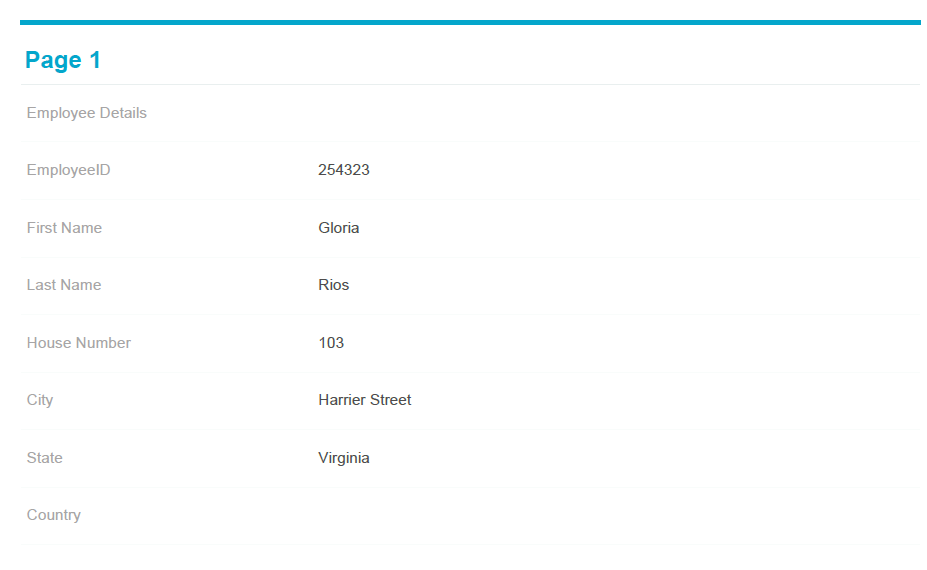 Page 1
Employee Details
EmployeeID 254323
First Name Gloria
Last Name Rios
House Number 103
City Harrier Street
State Virginia
Country